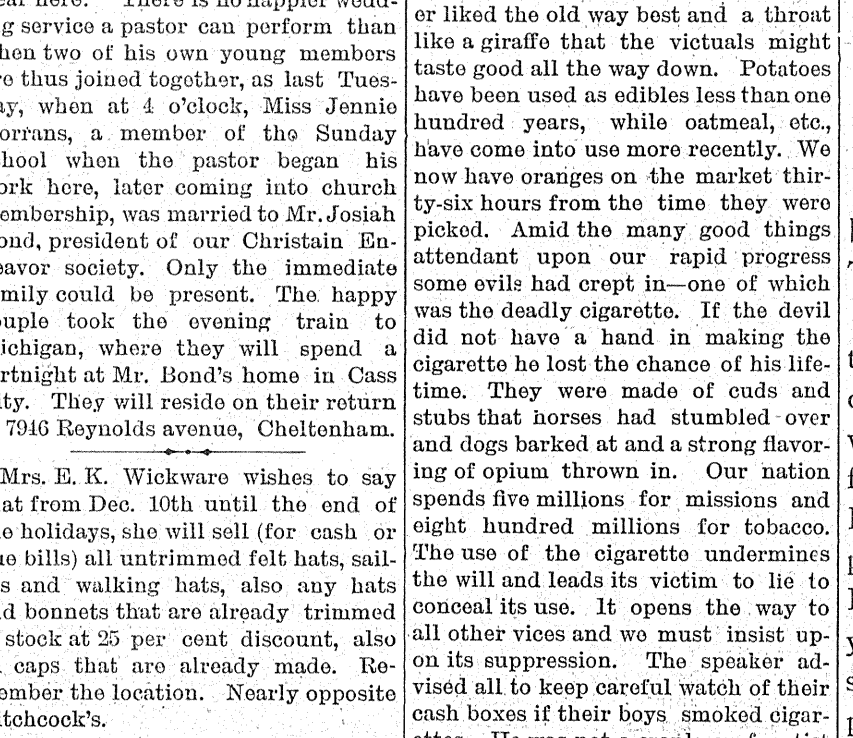 er liked the old way best and a throat
like a giraffe that the victuals might
taste good all the way down. Potatoes
have been used as edibles less than one
hundred years, while oatmeal, etc.,
have come into use more recently. We
now have oranges on the market thir-
ty-six hours from the time they were
picked. Amid the many good things
attendant upon our rapid progress
some evils had crept in—one of which
was the deadly cigarette. If the devil
did not have a hand in making the
cigarette he lost the chance of his life-
time. They were made of cuds and
stubs that horses had stumbled over
and dogs barked at and a strong flavor-
ing of opium thrown in. Our nation
spends five millions for missions and
eight hundred millions for tobacco.
The use of the cigarette undermines
the will and leads its victim to lie to
conceal its use. It opens the way to
all other vices and we must insist up-
on its suppression. The speaker ad-
vised all to keep careful watch of their
cash boxes if their boys smoked cigar-
g service a pastor can perform than
hen two of his own young members
e thus joined together, as last Tues-
ay, when at 4 o'clock, Miss Jennie
orrans, a member of the Sunday
hool when the pastor began his
ork here, later coming into church
embership, was married to Mr. Josiah
ond, president of our Christain En-
eavor society. Only the immediate
mily could be present. The happy
ouple took the evening train to
ichigan, where they will spend a
rtnight at Mr. Bond's home in Cass
ty. They will reside on their return
7946 Reynolds avenue, Cheltenham.
Mrs. E. K. Wickware wishes to say
at from Dec. 10th until the end of
e holidays, she will sell (for cash or
ue bills) all untrimmed felt hats, sail-
s and walking hats, also any hats
d bonnets that are already trimmed
stock at 25 per cent discount, also
caps that are already made. Re-
ember the location. Nearly opposite
tchcock's.